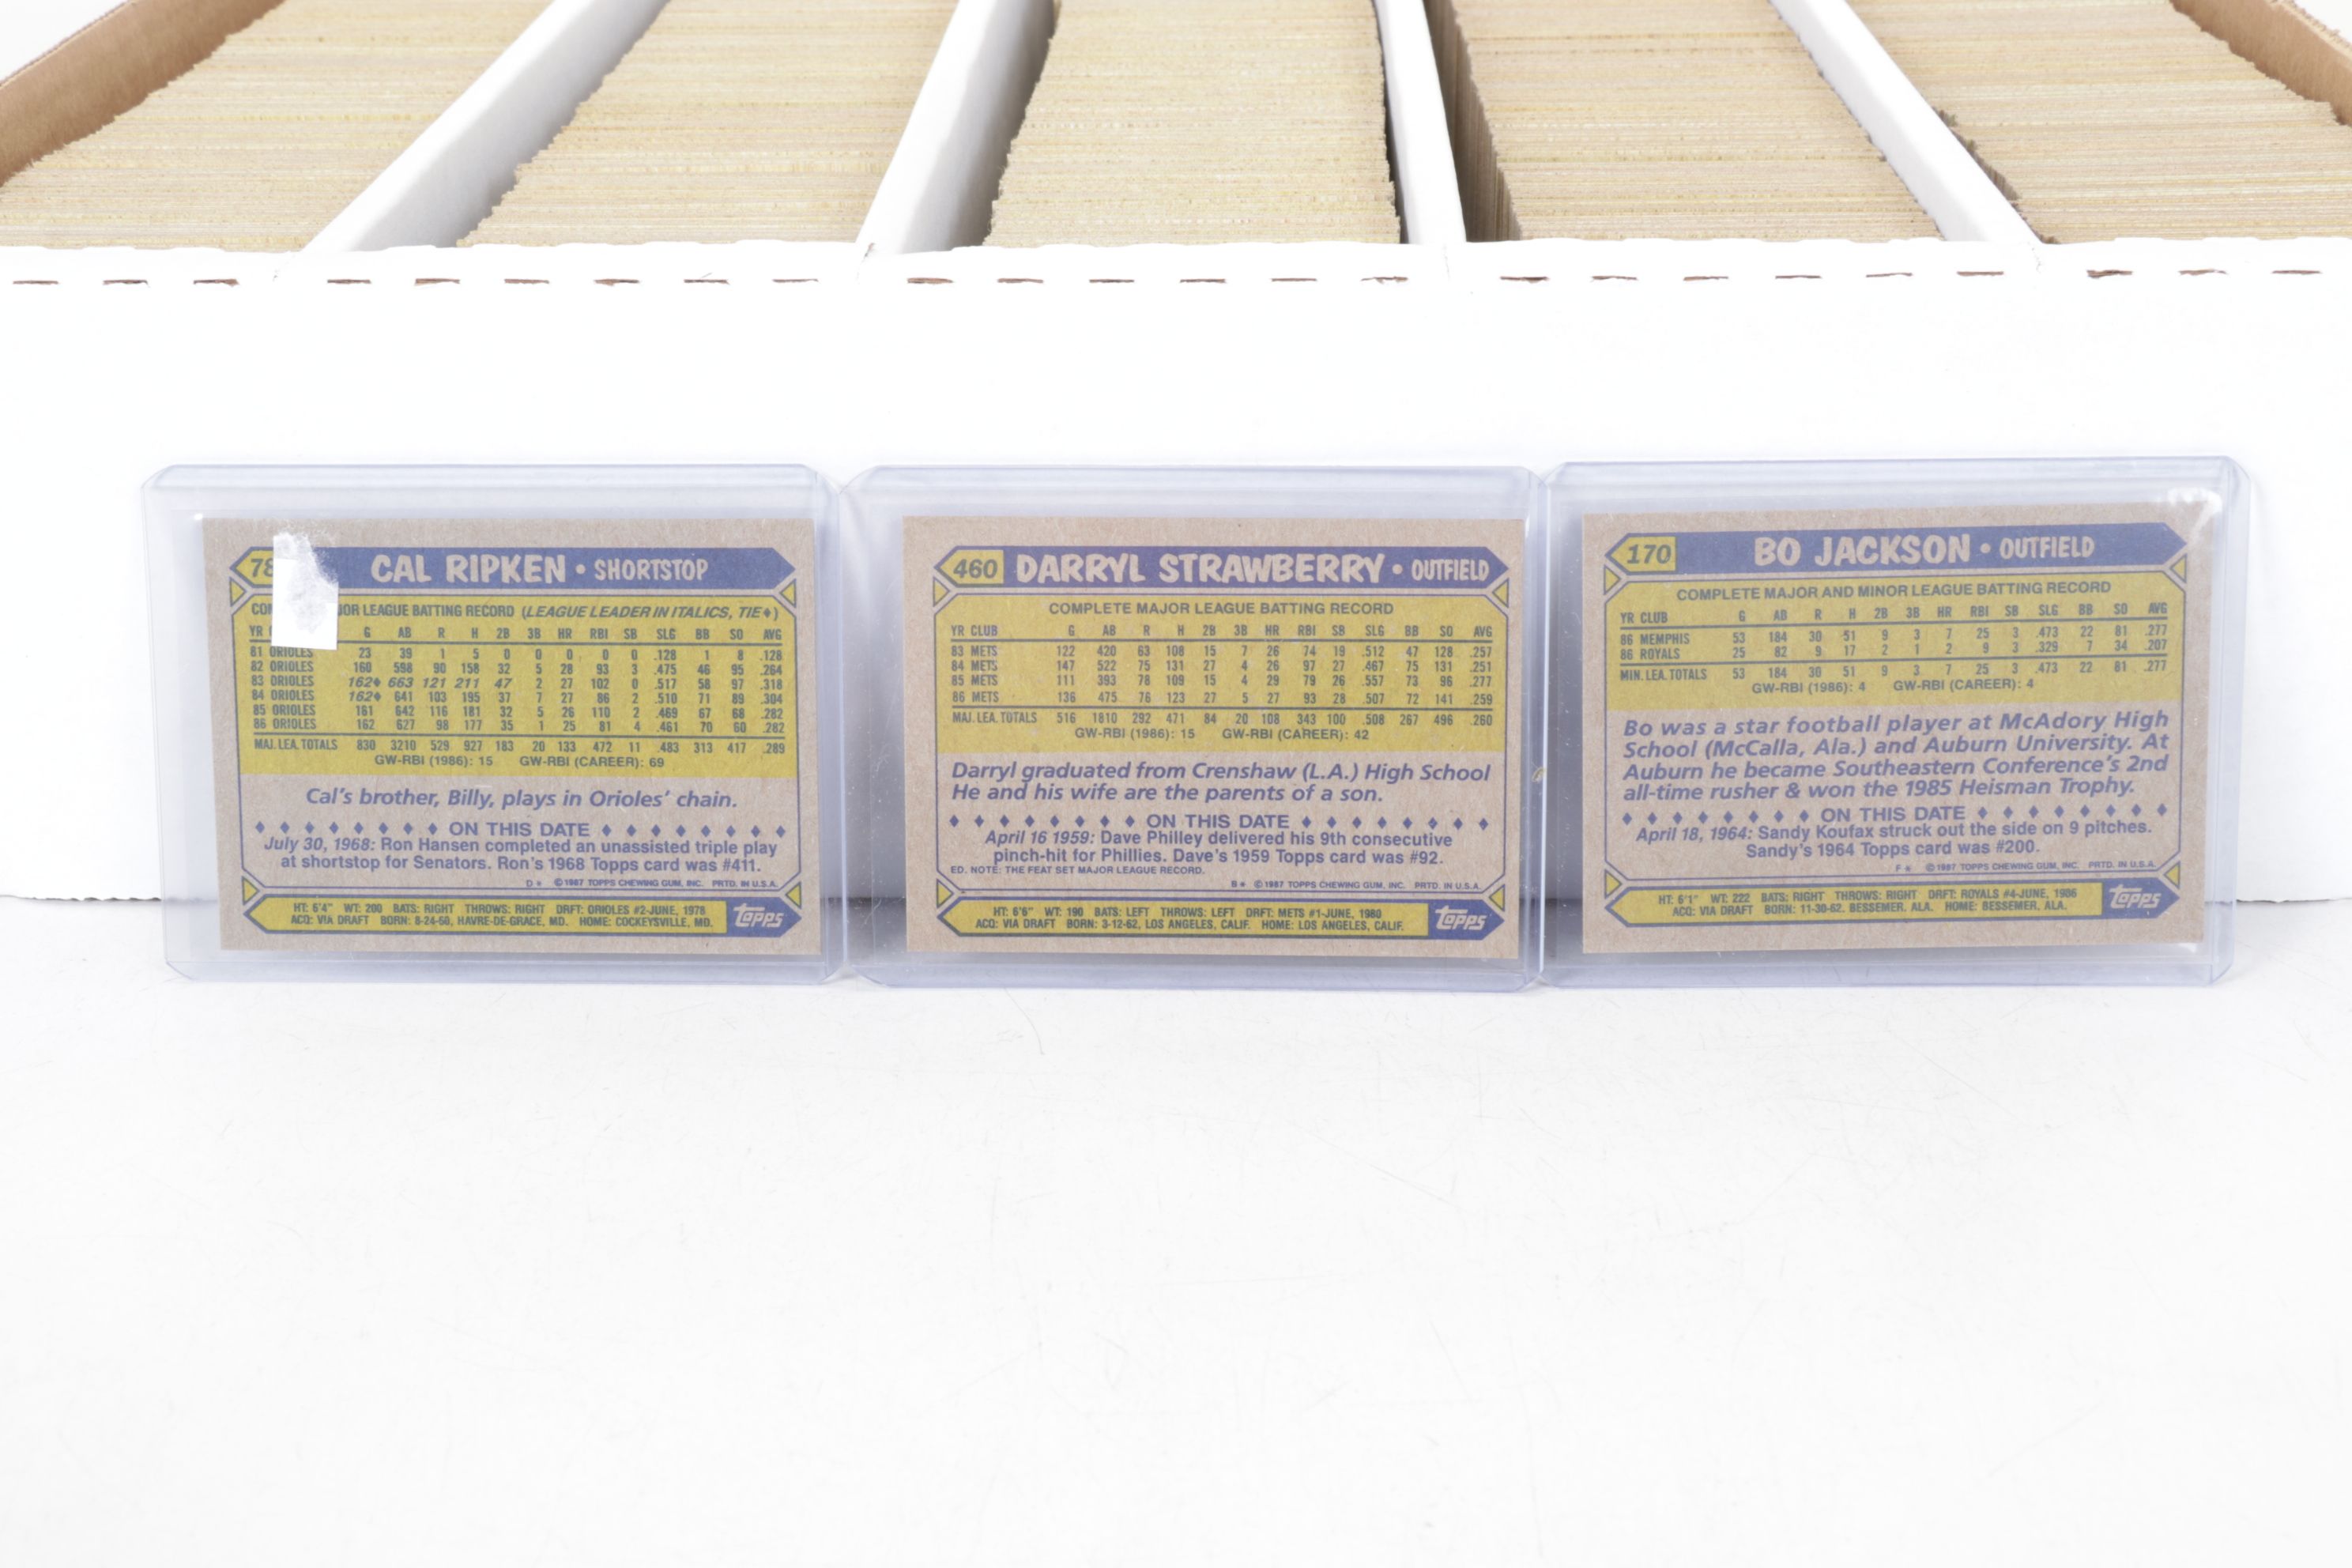 78
CAL RIPKEN • SHORTSTOP
JOR LEAGUE BATTING RECORD (LEAGUE LEADER IN ITALICS, TIE♦)
YR G AB R H 2B 3B HR RBI SB SLG BB SO AVG
81 ORIOLES 23 39 1 5 0 0 0 0 0 .128 1 8 .128
82 ORIOLES 160 598 90 158 32 5 28 93 3 .475 46 95 .264
83 ORIOLES 162♦ 663 121 211 47 2 27 102 0 .517 58 97 .318
84 ORIOLES 162♦ 641 103 195 37 7 27 86 2 .510 71 89 .304
85 ORIOLES 161 642 116 181 32 5 26 110 2 .469 67 68 .282
86 ORIOLES 162 627 98 177 35 1 25 81 4 .461 70 60 .282
MAJ. LEA. TOTALS 830 3210 529 927 183 20 133 472 11 .483 313 417 .289
GW-RBI (1986): 15 GW-RBI (CAREER): 69
Cal's brother, Billy, plays in Orioles' chain.
ON THIS DATE
July 30, 1968: Ron Hansen completed an unassisted triple play
at shortstop for Senators. Ron's 1968 Topps card was #411.
D* ©1987 TOPPS CHEWING GUM, INC. PRTD. IN U.S.A.
HT: 6'4" WT: 200 BATS: RIGHT THROWS: RIGHT DRFT: ORIOLES #2-JUNE, 1978
ACQ: VIA DRAFT BORN: 8-24-60, HAVRE-DE-GRACE, MD. HOME: COCKEYSVILLE, MD.
topps
460
DARRYL STRAWBERRY • OUTFIELD
COMPLETE MAJOR LEAGUE BATTING RECORD
YR CLUB G AB R H 2B 3B HR RBI SB SLG BB SO AVG
83 METS 122 420 63 108 15 7 26 74 19 .512 47 128 .257
84 METS 147 522 75 131 27 4 26 97 27 .467 75 131 .251
85 METS 111 393 78 109 15 4 29 79 26 .557 73 96 .277
86 METS 136 475 76 123 27 5 27 93 28 .507 72 141 .259
MAJ. LEA. TOTALS 516 1810 292 471 84 20 108 343 100 .508 267 496 .260
GW-RBI (1986): 15 GW-RBI (CAREER): 42
Darryl graduated from Crenshaw (L.A.) High School
He and his wife are the parents of a son.
ON THIS DATE
April 16 1959: Dave Philley delivered his 9th consecutive
pinch-hit for Phillies. Dave's 1959 Topps card was #92.
ED. NOTE: THE FEAT SET MAJOR LEAGUE RECORD.
B* ©1987 TOPPS CHEWING GUM, INC. PRTD. IN U.S.A.
HT: 6'6" WT: 190 BATS: LEFT THROWS: LEFT DRFT: METS #1-JUNE, 1980
ACQ: VIA DRAFT BORN: 3-12-62, LOS ANGELES, CALIF. HOME: LOS ANGELES, CALIF.
topps
170
BO JACKSON • OUTFIELD
COMPLETE MAJOR AND MINOR LEAGUE BATTING RECORD
YR CLUB G AB R H 2B 3B HR RBI SB SLG BB SO AVG
86 MEMPHIS 53 184 30 51 9 3 7 25 3 .473 22 81 .277
86 ROYALS 25 82 9 17 2 1 2 9 3 .329 7 34 .207
MIN. LEA. TOTALS 53 184 30 51 9 3 7 25 3 .473 22 81 .277
GW-RBI (1986): 4 GW-RBI (CAREER): 4
Bo was a star football player at McAdory High
School (McCalla, Ala.) and Auburn University. At
Auburn he became Southeastern Conference's 2nd
all-time rusher & won the 1985 Heisman Trophy.
ON THIS DATE
April 18, 1964: Sandy Koufax struck out the side on 9 pitches.
Sandy's 1964 Topps card was #200.
F* ©1987 TOPPS CHEWING GUM, INC. PRTD. IN U.S.A.
HT: 6'1" WT: 222 BATS: RIGHT THROWS: RIGHT DRFT: ROYALS #4-JUNE, 1986
ACQ: VIA DRAFT BORN: 11-30-62, BESSEMER, ALA. HOME: BESSEMER, ALA.
topps